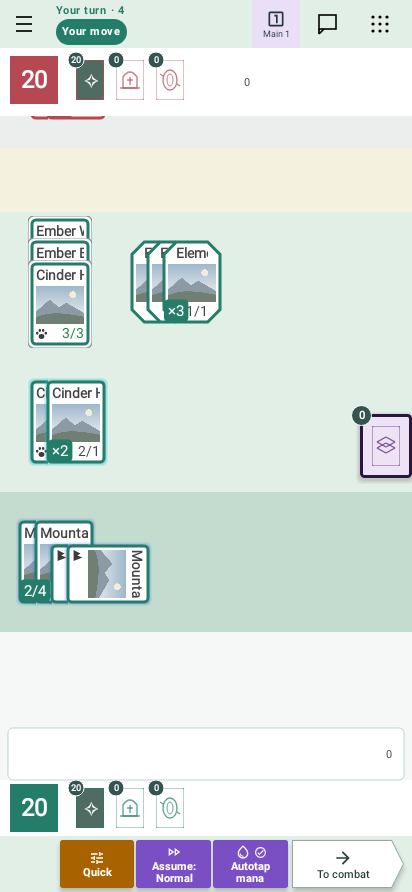 Your turn · 4
Your move
1
Main 1
20
20
0
0
0
Ember
Ember
Cinder H
3/3
Elem
×3
1/1
C
Cinder H
×2
2/1
0
M
Mounta
Mounta
2/4
0
20
20
0
0
Quick
Assume:
Normal
Autotap
mana
To combat